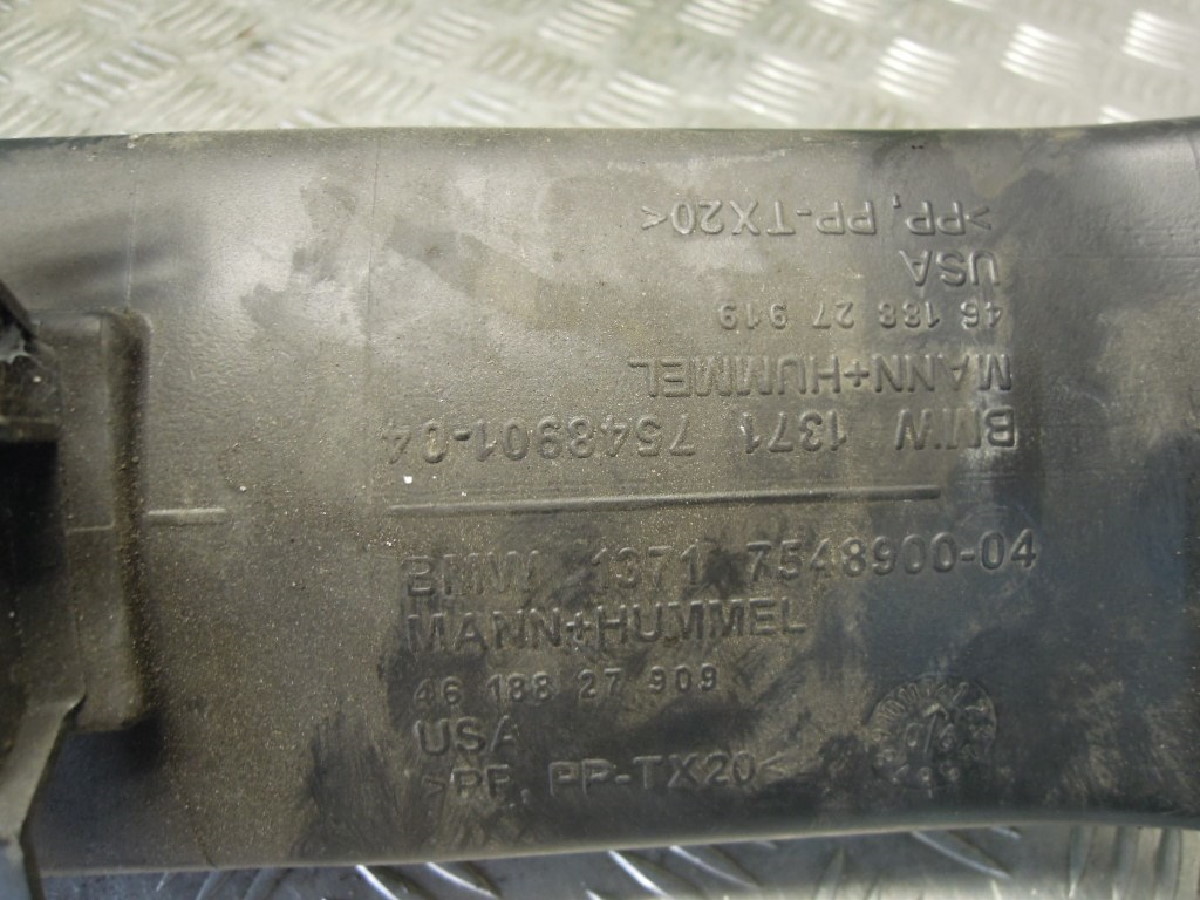 BMW 1371 7548900-04
MANN+HUMMEL
46 188 27 909
USA
>PP, PP-TX20<
BMW 1371 7548901-04
MANN+HUMMEL
46 188 27 919
USA
>PP, PP-TX20<